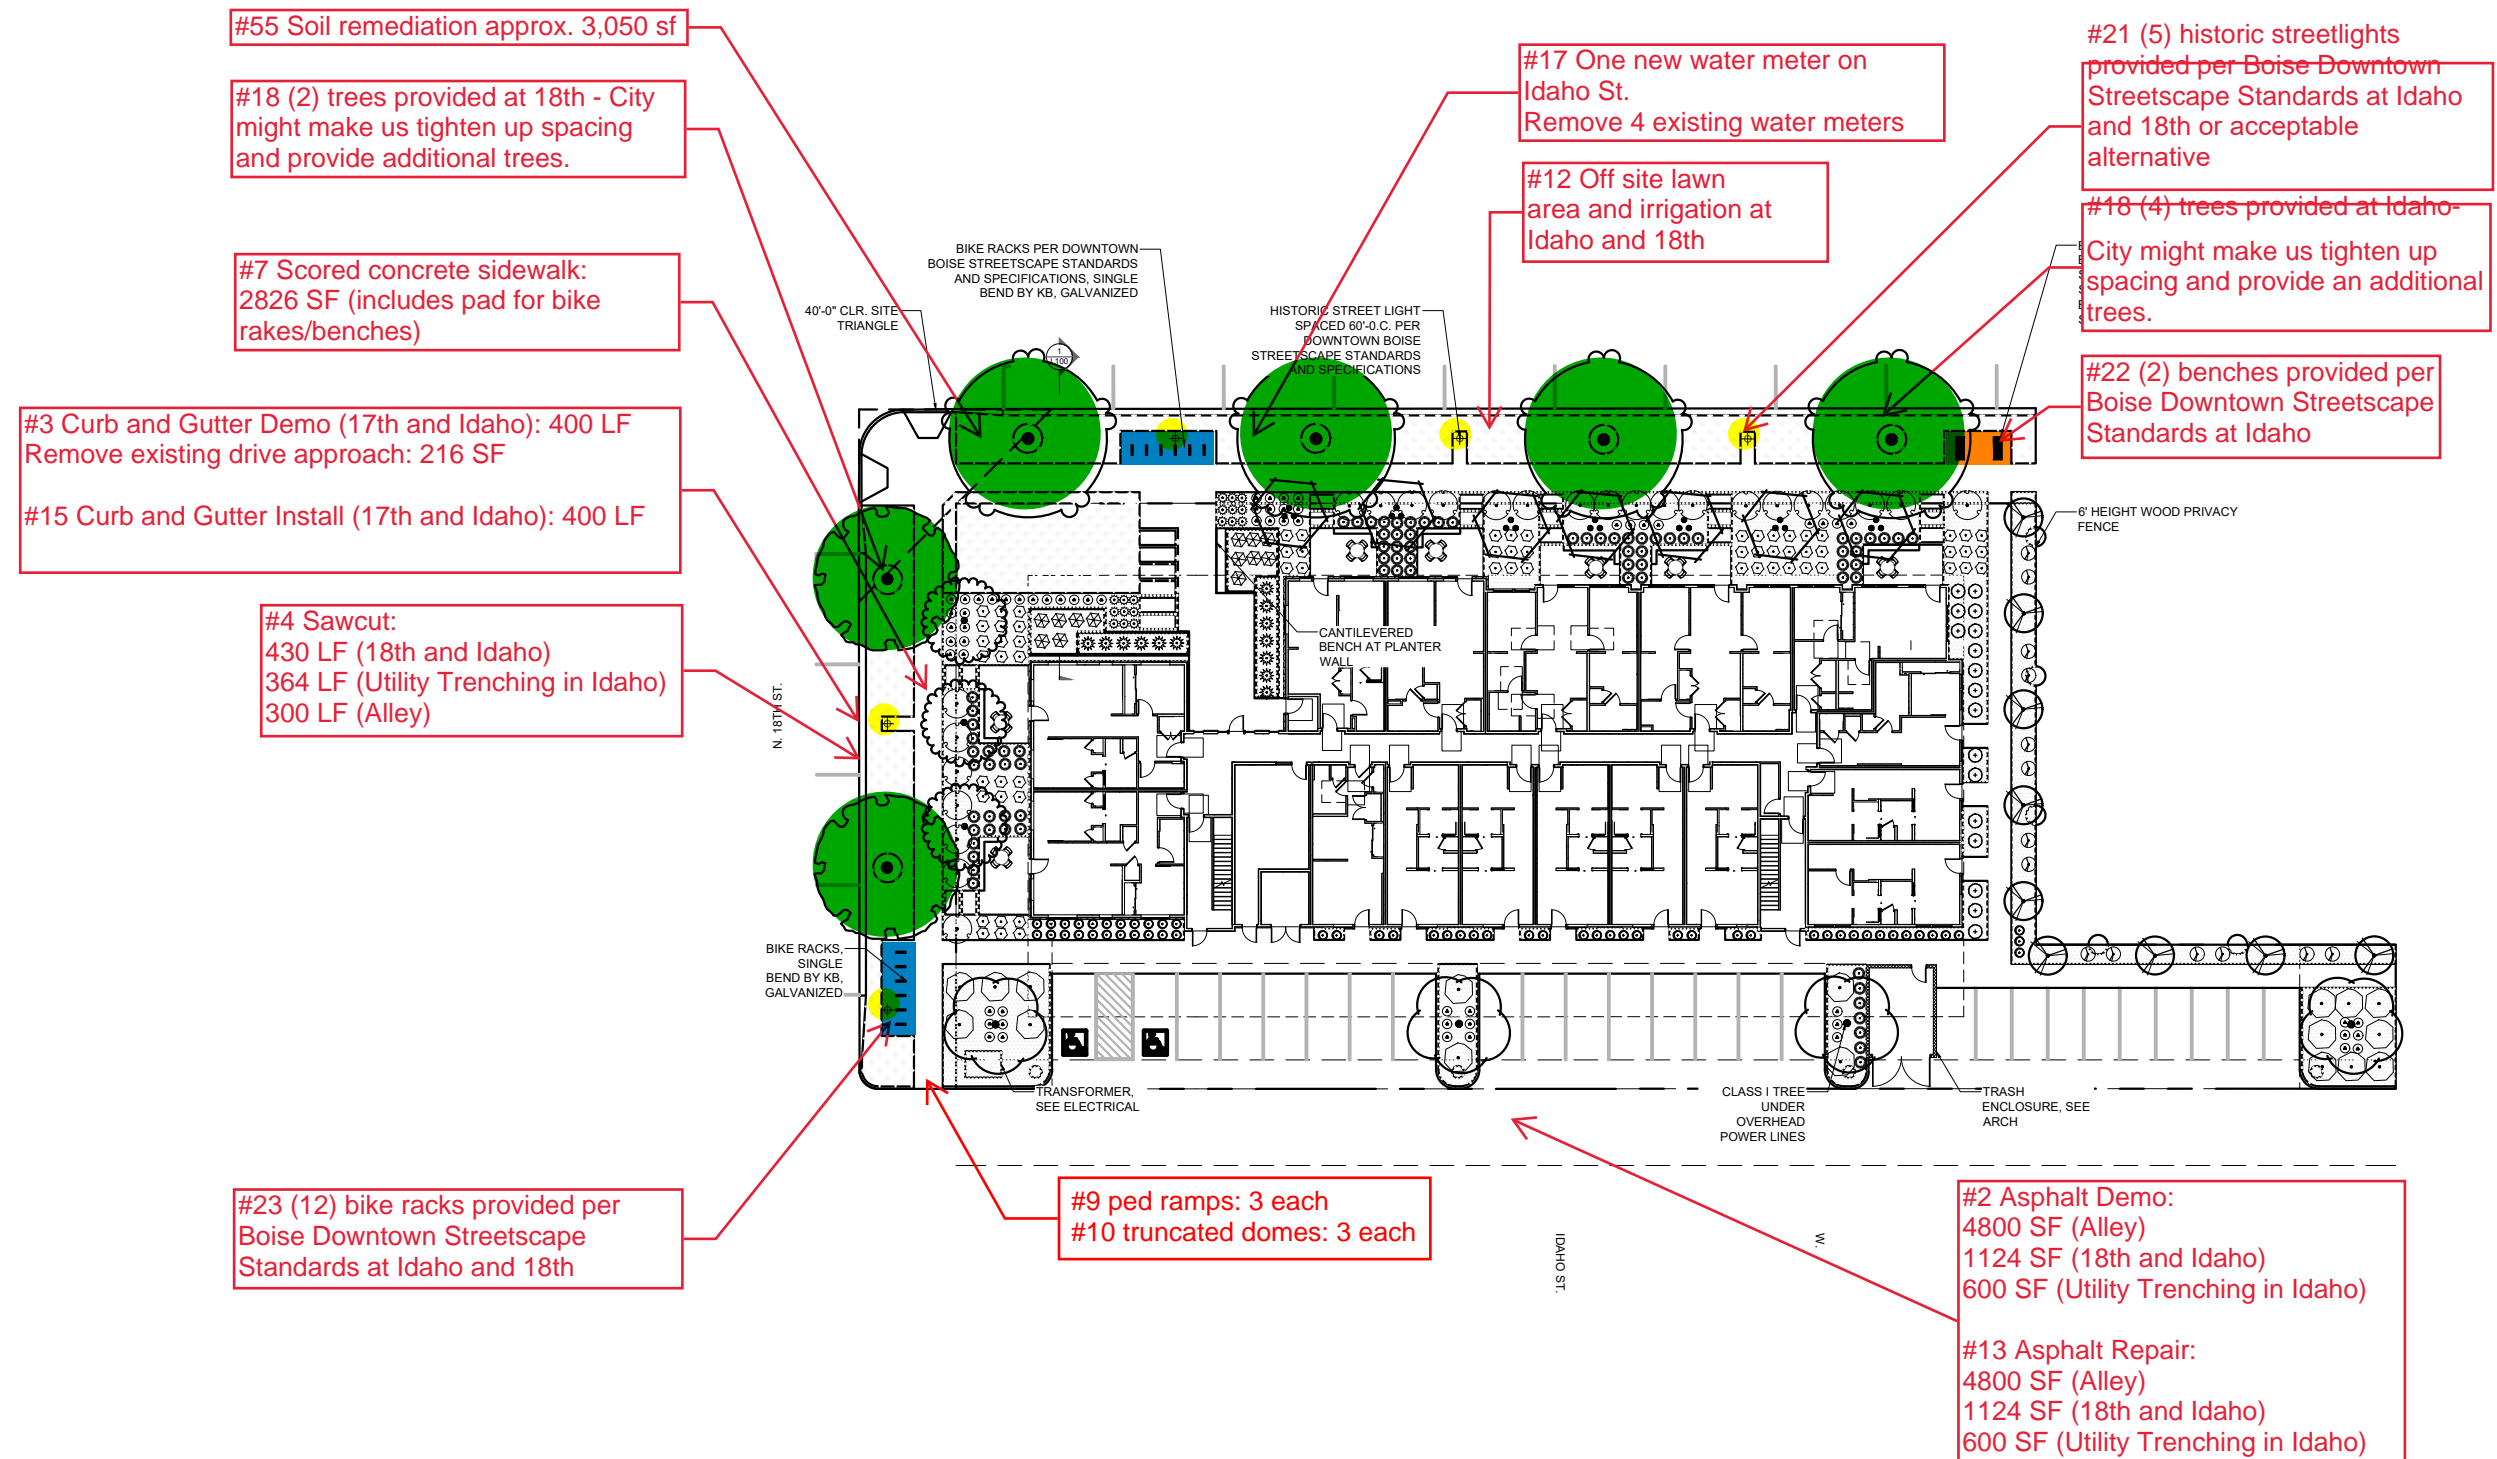 #55 Soil remediation approx. 3,050 sf
#18 (2) trees provided at 18th - City
might make us tighten up spacing
and provide additional trees.
#7 Scored concrete sidewalk:
2826 SF (includes pad for bike
rakes/benches)
#3 Curb and Gutter Demo (17th and Idaho): 400 LF
Remove existing drive approach: 216 SF
#15 Curb and Gutter Install (17th and Idaho): 400 LF
#4 Sawcut:
430 LF (18th and Idaho)
364 LF (Utility Trenching in Idaho)
300 LF (Alley)
#23 (12) bike racks provided per
Boise Downtown Streetscape
Standards at Idaho and 18th
#17 One new water meter on
Idaho St.
Remove 4 existing water meters
#12 Off site lawn
area and irrigation at
Idaho and 18th
#21 (5) historic streetlights
provided per Boise Downtown
Streetscape Standards at Idaho
and 18th or acceptable
alternative
#18 (4) trees provided at Idaho-
City might make us tighten up
spacing and provide an additional
trees.
#22 (2) benches provided per
Boise Downtown Streetscape
Standards at Idaho
BIKE RACKS PER DOWNTOWN
BOISE STREETSCAPE STANDARDS
AND SPECIFICATIONS, SINGLE
BEND BY KB, GALVANIZED
40'-0" CLR. SITE
TRIANGLE
1
L100
HISTORIC STREET LIGHT
SPACED 60'-0.C. PER
DOWNTOWN BOISE
STREETSCAPE STANDARDS
AND SPECIFICATIONS
6' HEIGHT WOOD PRIVACY
FENCE
CANTILEVERED
BENCH AT PLANTER
WALL
N. 18TH ST.
BIKE RACKS,
SINGLE
BEND BY KB,
GALVANIZED
TRANSFORMER,
SEE ELECTRICAL
CLASS I TREE
UNDER
OVERHEAD
POWER LINES
TRASH
ENCLOSURE, SEE
ARCH
#9 ped ramps: 3 each
#10 truncated domes: 3 each
IDAHO ST.
W.
#2 Asphalt Demo:
4800 SF (Alley)
1124 SF (18th and Idaho)
600 SF (Utility Trenching in Idaho)
#13 Asphalt Repair:
4800 SF (Alley)
1124 SF (18th and Idaho)
600 SF (Utility Trenching in Idaho)